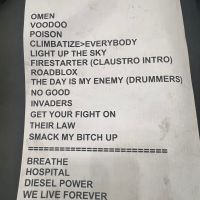 OMEN
VOODOO
POISON
CLIMBATIZE>EVERYBODY
LIGHT UP THE SKY
FIRESTARTER (CLAUSTRO INTRO)
ROADBLOX
THE DAY IS MY ENEMY (DRUMMERS)
NO GOOD
INVADERS
GET YOUR FIGHT ON
THEIR LAW
SMACK MY BITCH UP
==============================
BREATHE
HOSPITAL
DIESEL POWER
WE LIVE FOREVER